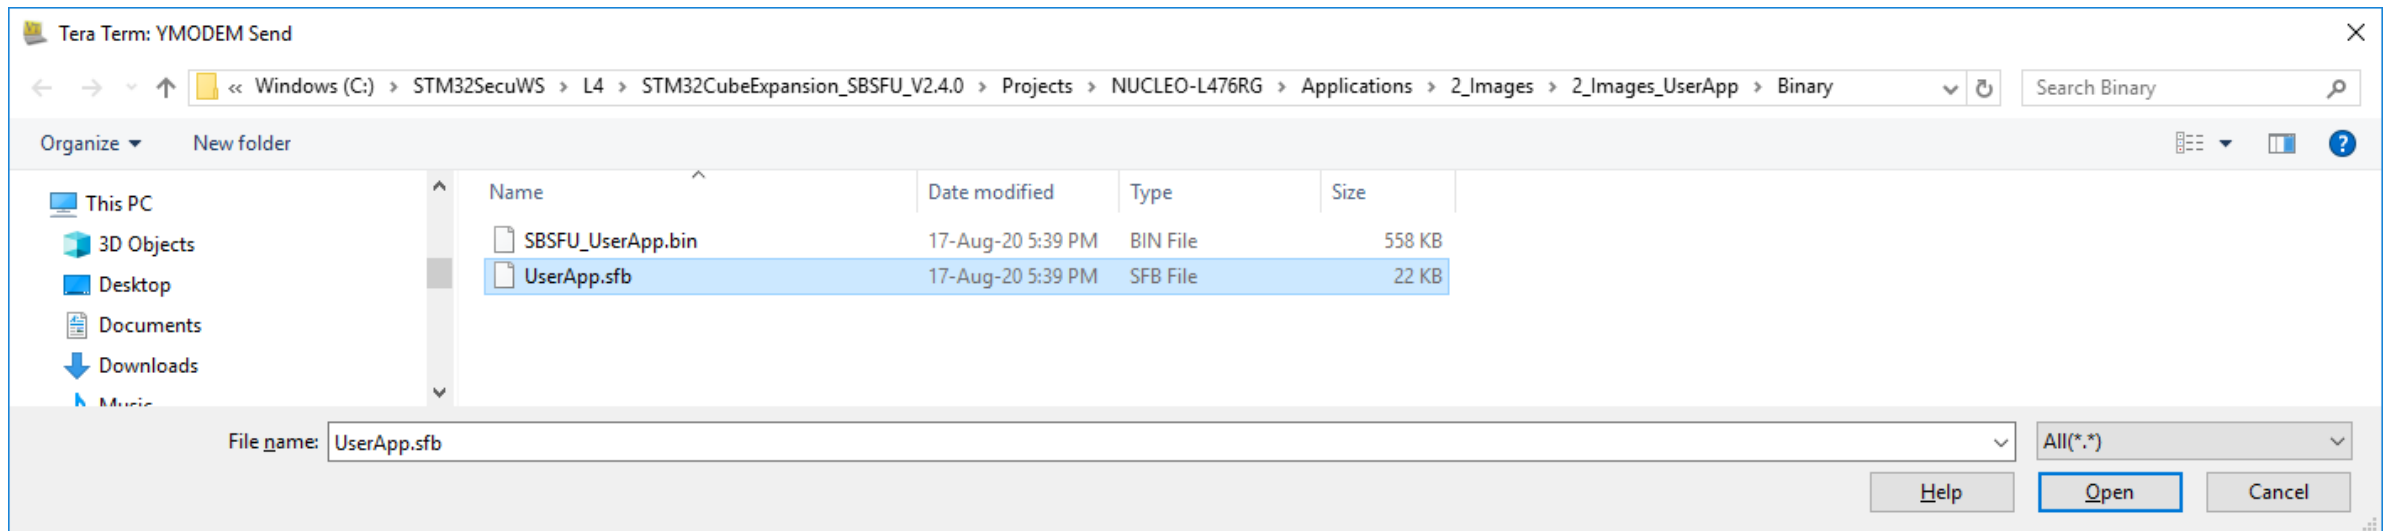 Tera Term: YMODEM Send
« Windows (C:) › STM32SecuWS › L4 › STM32CubeExpansion_SBSFU_V2.4.0 › Projects › NUCLEO-L476RG › Applications › 2_Images › 2_Images_UserApp › Binary
Search Binary
Organize
New folder
This PC
3D Objects
Desktop
Documents
Downloads
Music
Name Date modified Type Size
SBSFU_UserApp.bin 17-Aug-20 5:39 PM BIN File 558 KB
UserApp.sfb 17-Aug-20 5:39 PM SFB File 22 KB
File name: UserApp.sfb
All(*.*)
Help
Open
Cancel